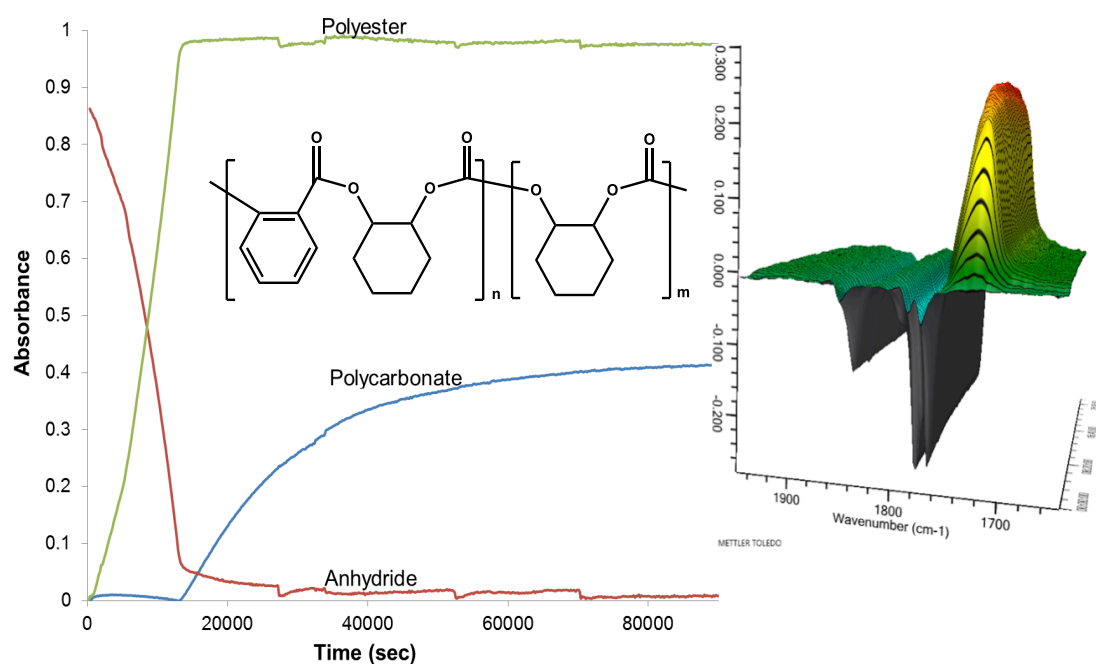 Polyester
Polycarbonate
Anhydride
Absorbance
1
0.9
0.8
0.7
0.6
0.5
0.4
0.3
0.2
0.1
0
0 20000 40000 60000 80000
Time (sec)
O O O
O O O O
n m
0.300
0.200
0.100
0.000
-0.100
-0.200
1900 1800 1700
Wavenumber (cm-1)
METTLER TOLEDO